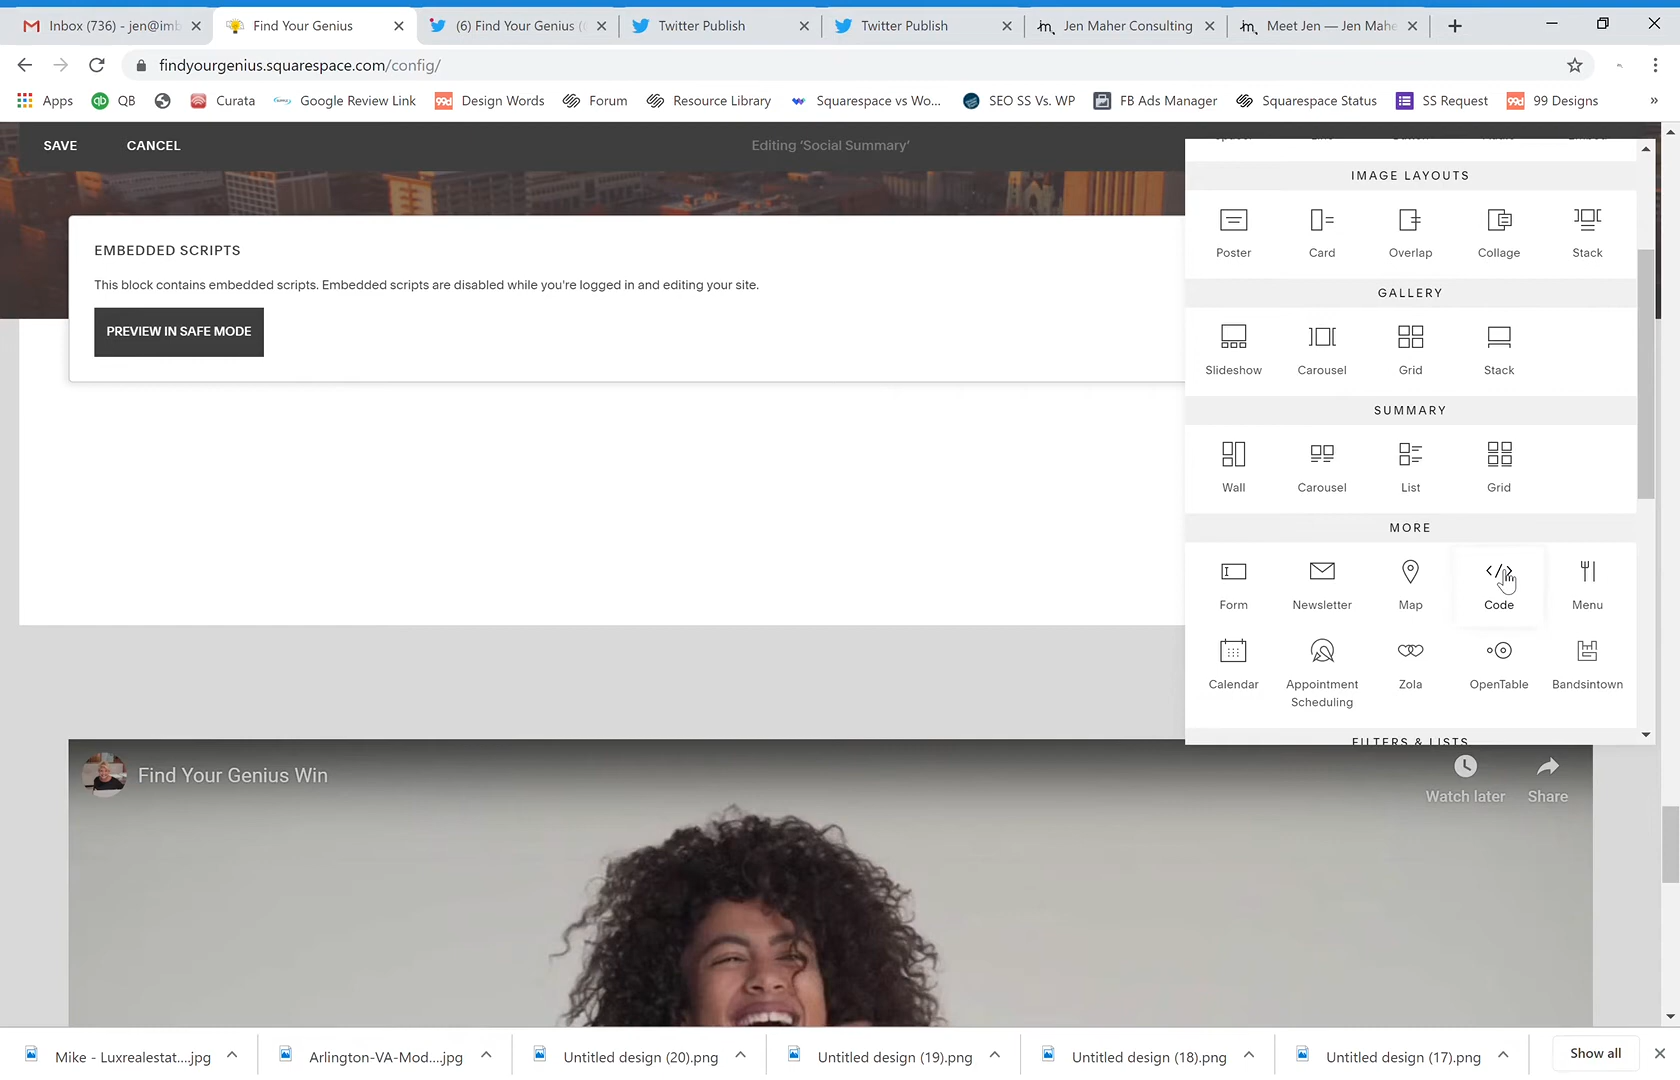 Inbox (736) - jen@imb
Find Your Genius
(6) Find Your Genius (
Twitter Publish
Twitter Publish
Jen Maher Consulting
Meet Jen — Jen Mahe
findyourgenius.squarespace.com/config/
Apps
QB
Curata
Google Review Link
Design Words
Forum
Resource Library
Squarespace vs Wo...
SEO SS Vs. WP
FB Ads Manager
Squarespace Status
SS Request
99 Designs
SAVE
CANCEL
Editing ‘Social Summary’
EMBEDDED SCRIPTS
This block contains embedded scripts. Embedded scripts are disabled while you're logged in and editing your site.
PREVIEW IN SAFE MODE
IMAGE LAYOUTS
Poster
Card
Overlap
Collage
Stack
GALLERY
Slideshow
Carousel
Grid
Stack
SUMMARY
Wall
Carousel
List
Grid
MORE
Form
Newsletter
Map
Code
Menu
Calendar
Appointment
Scheduling
Zola
OpenTable
Bandsintown
FILTERS & LISTS
Find Your Genius Win
Watch later
Share
Mike - Luxrealestat....jpg
Arlington-VA-Mod....jpg
Untitled design (20).png
Untitled design (19).png
Untitled design (18).png
Untitled design (17).png
Show all